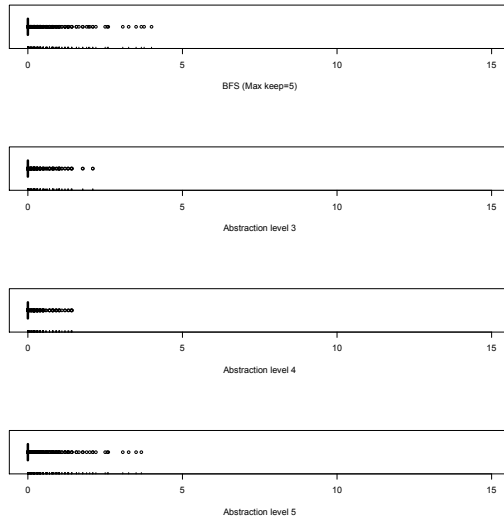 0 5 10 15
BFS (Max keep=5)
0 5 10 15
Abstraction level 3
0 5 10 15
Abstraction level 4
0 5 10 15
Abstraction level 5